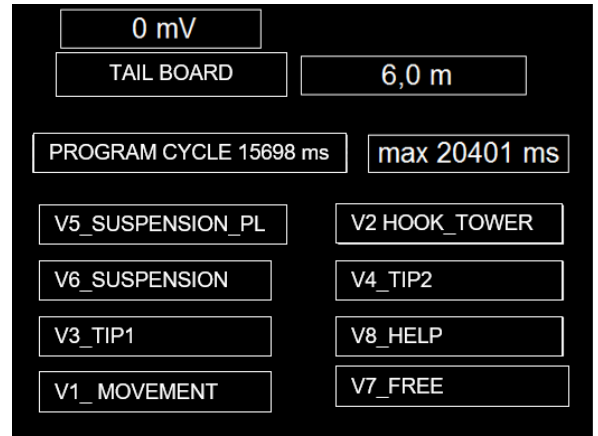 0 mV
TAIL BOARD
6,0 m
PROGRAM CYCLE 15698 ms
max 20401 ms
V5_SUSPENSION_PL
V2 HOOK_TOWER
V6_SUSPENSION
V4_TIP2
V3_TIP1
V8_HELP
V1_ MOVEMENT
V7_FREE